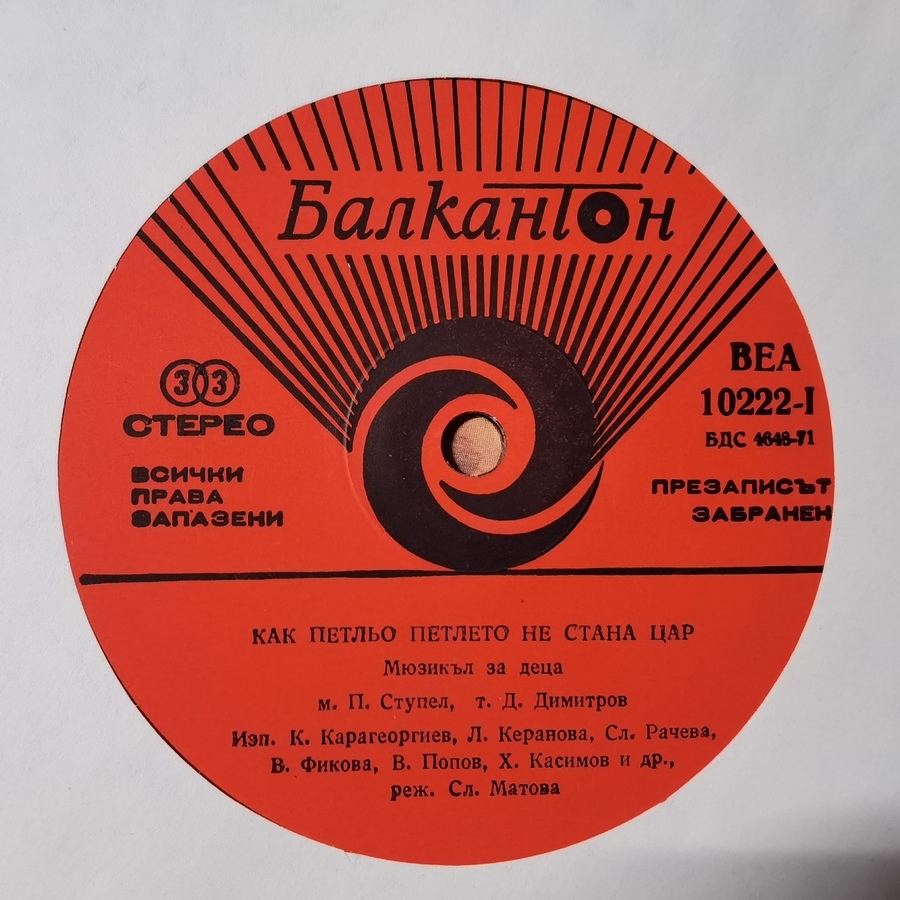 Балкантон
33
СТЕРЕО
ВСИЧКИ
ПРАВА
ЗАПАЗЕНИ
ВЕА
10222-I
БДС 4648-71
ПРЕЗАПИСЪТ
ЗАБРАНЕН
КАК ПЕТЛЬО ПЕТЛЕТО НЕ СТАНА ЦАР
Мюзикъл за деца
м. П. Ступел, т. Д. Димитров
Изп. К. Карагеоргиев, Л. Керанова, Сл. Рачева,
В. Фикова, В. Попов, Х. Касимов и др.,
реж. Сл. Матова